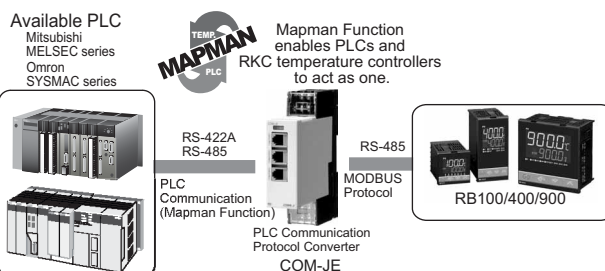 Available PLC
Mitsubishi
MELSEC series
Omron
SYSMAC series
TEMP.
MAPMAN
PLC
Mapman Function
enables PLCs and
RKC temperature controllers
to act as one.
RS-422A
RS-485
PLC
Communication
(Mapman Function)
PLC Communication
Protocol Converter
COM-JE
RS-485
MODBUS
Protocol
RB100/400/900